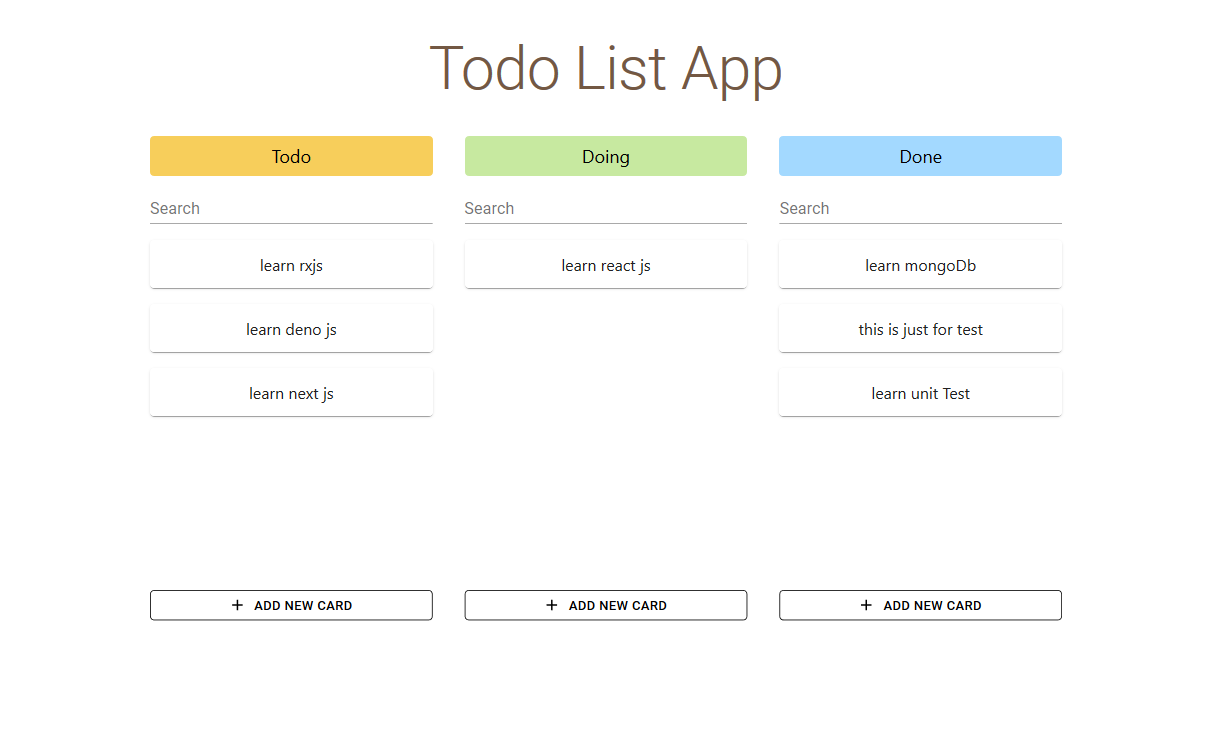 Todo List App
Todo
Search
learn rxjs
learn deno js
learn next js
+ ADD NEW CARD
Doing
Search
learn react js
+ ADD NEW CARD
Done
Search
learn mongoDb
this is just for test
learn unit Test
+ ADD NEW CARD